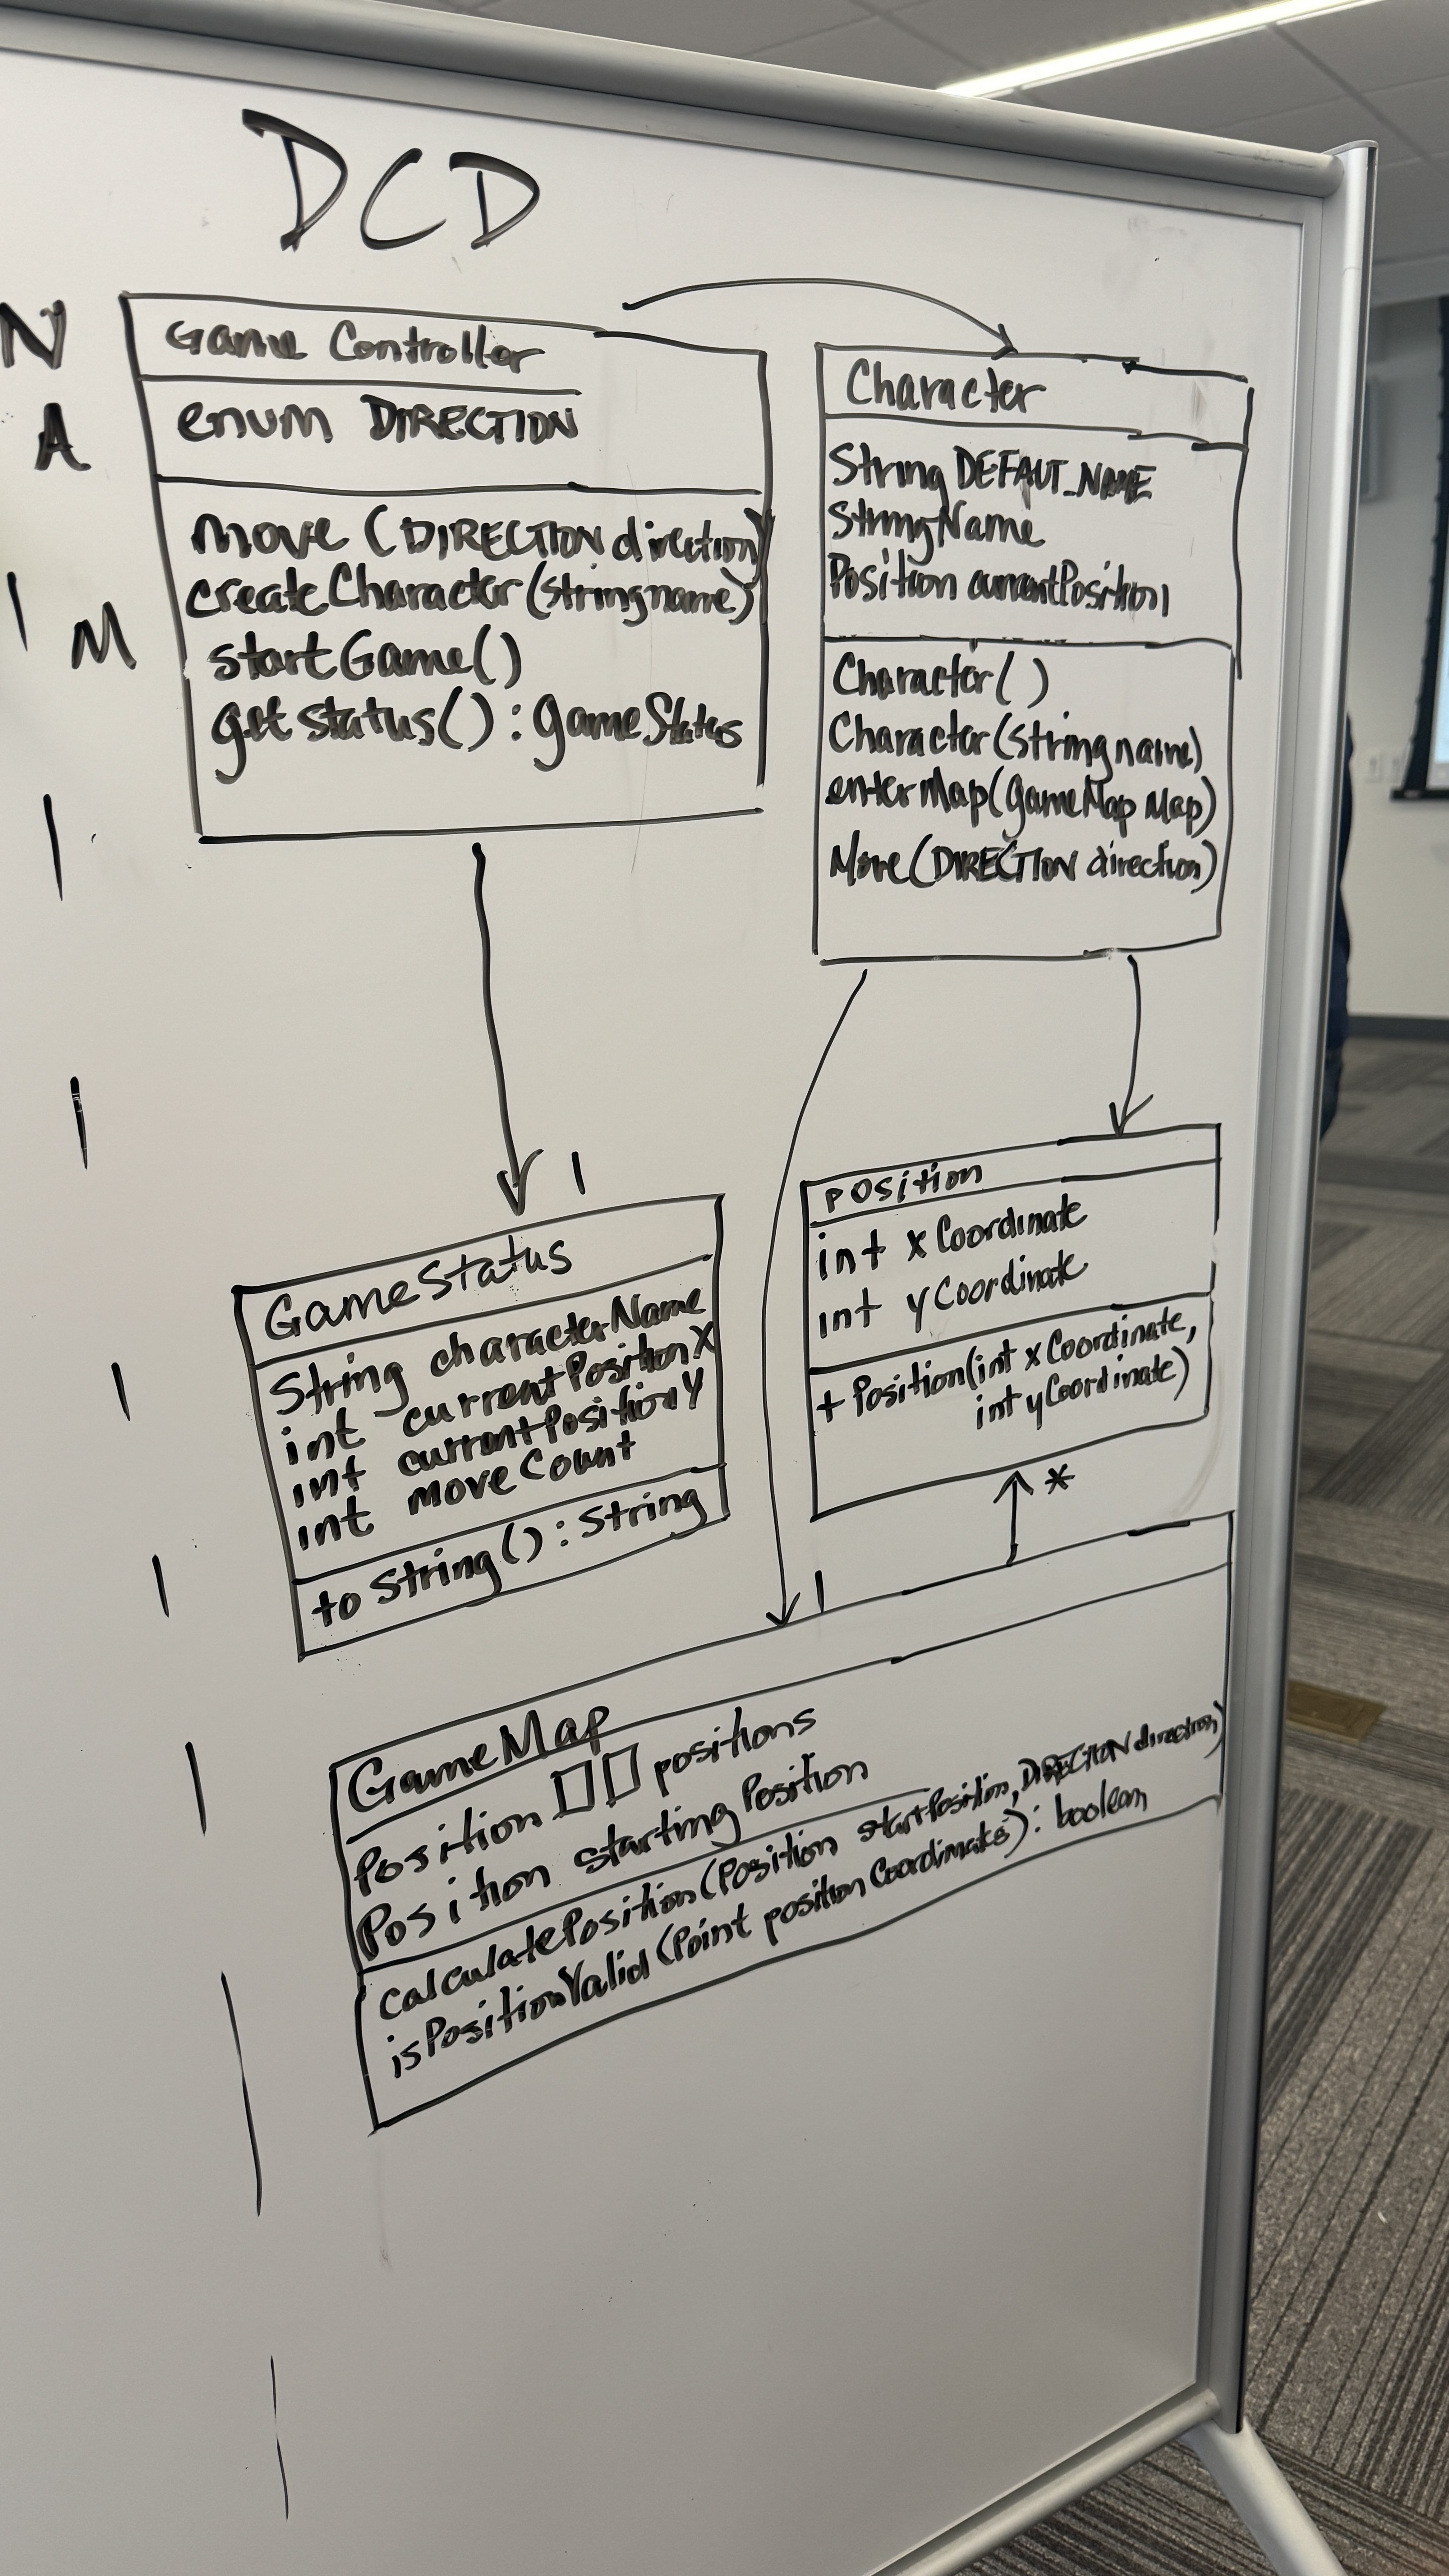 DCD
N
A
M
Game Controller
enum DIRECTION
move (DIRECTION direction)
createCharacter(string name)
startGame()
getStatus() : gameStatus
Character
String DEFAUT_NAME
String Name
Position currentPosition
Character()
Character(string name)
enterMap(gameMap Map)
Move(DIRECTION direction)
1
GameStatus
String characterName
int currentPositionX
int currentPositionY
int moveCount
toString() : String
position
int xCoordinate
int yCoordinate
+ Position(int xCoordinate,
int yCoordinate)
*
1
GameMap
Position [][] positions
Position startingPosition
calculatePosition(Position startPosition, DIRECTION direction)
isPositionValid(Point positionCoordinates) : boolean